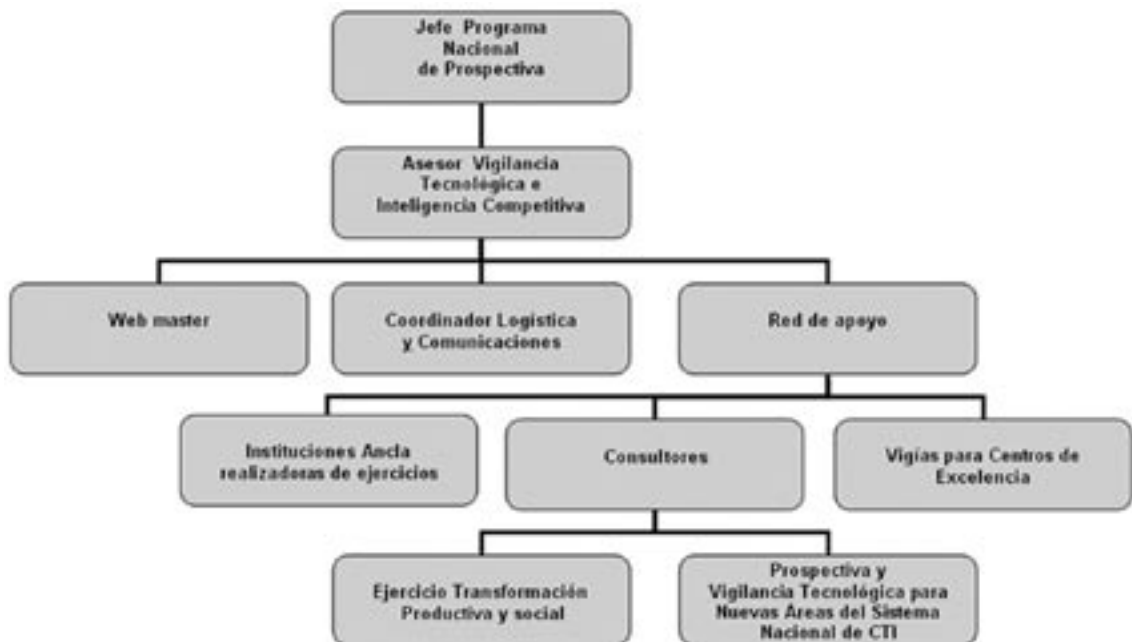 Jefe Programa
Nacional
de Prospectiva
Asesor Vigilancia
Tecnológica e
Inteligencia Competitiva
Web master
Coordinador Logística
y Comunicaciones
Red de apoyo
Instituciones Ancla
realizadoras de ejercicios
Consultores
Vigías para Centros de
Excelencia
Ejercicio Transformación
Productiva y social
Prospectiva y
Vigilancia Tecnológica para
Nuevas Areas del Sistema
Nacional de CTI